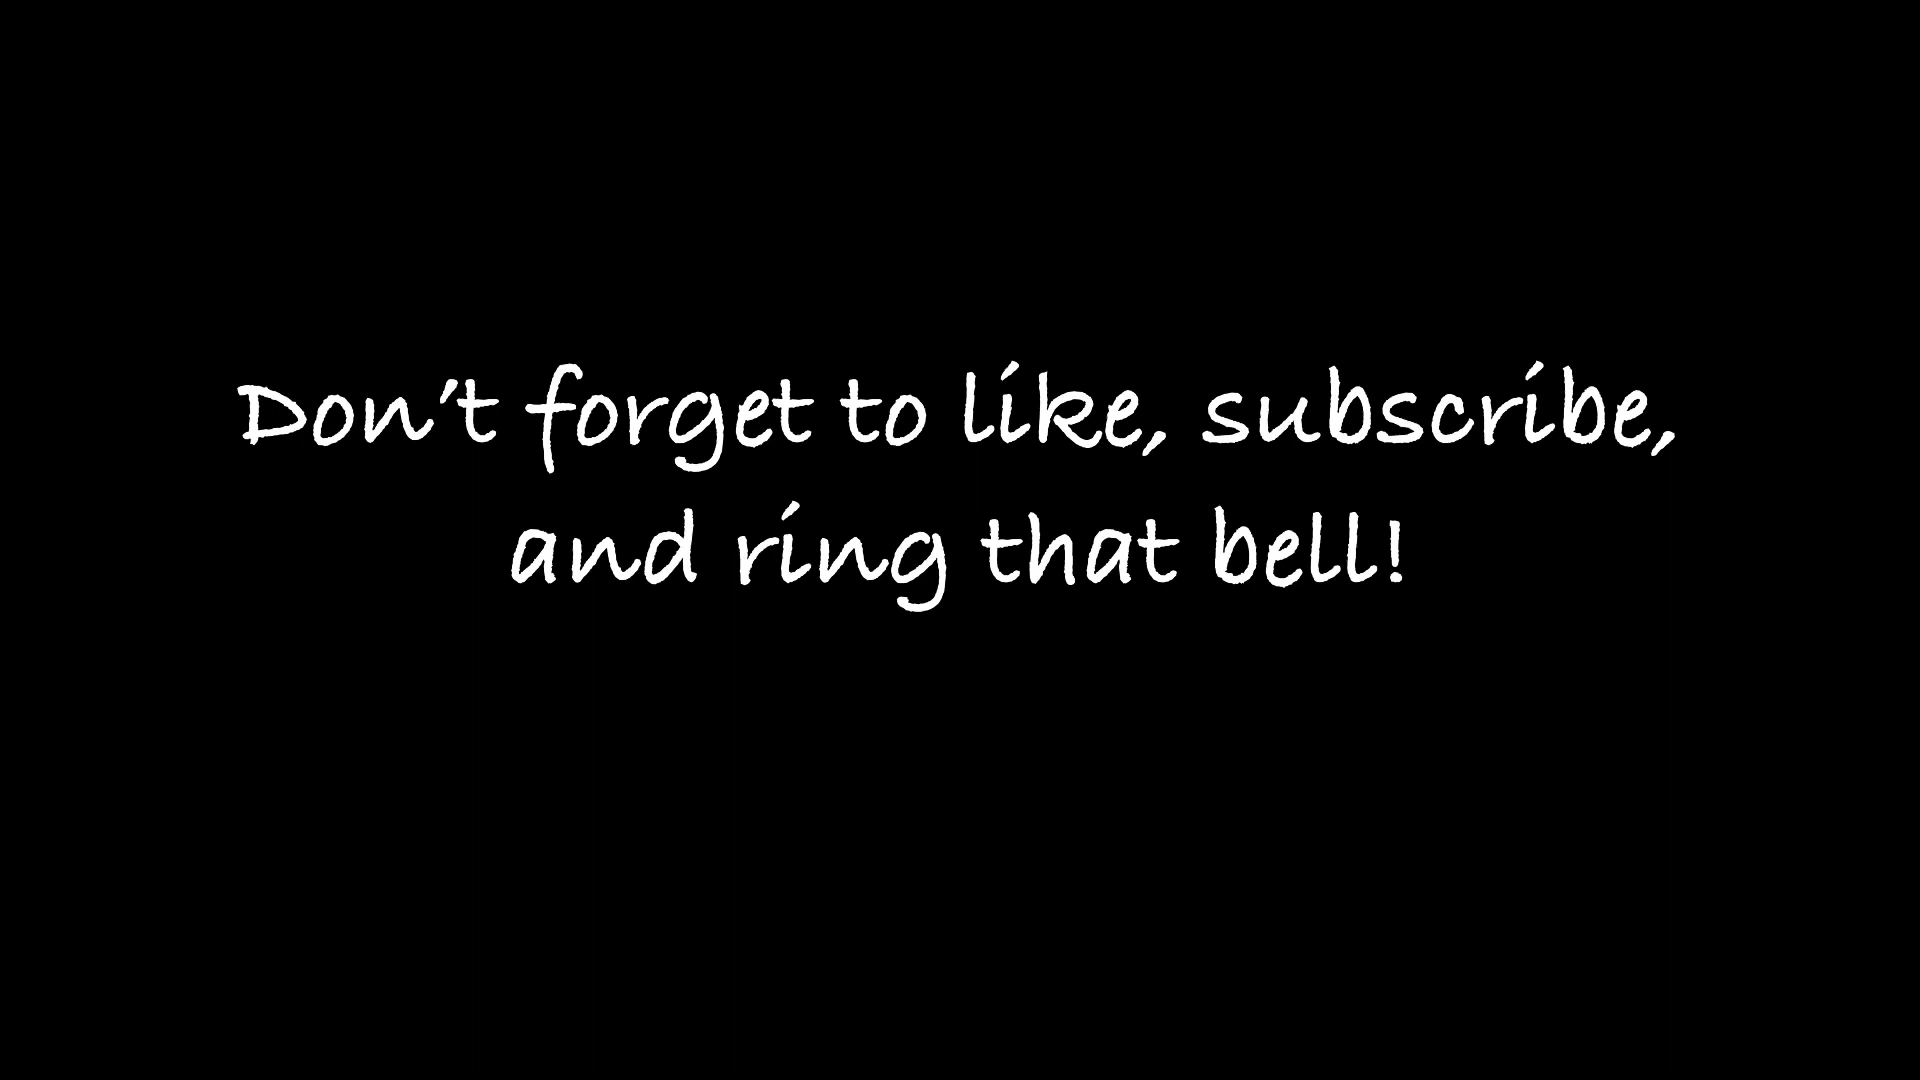 Don't forget to like, subscribe,
and ring that bell!